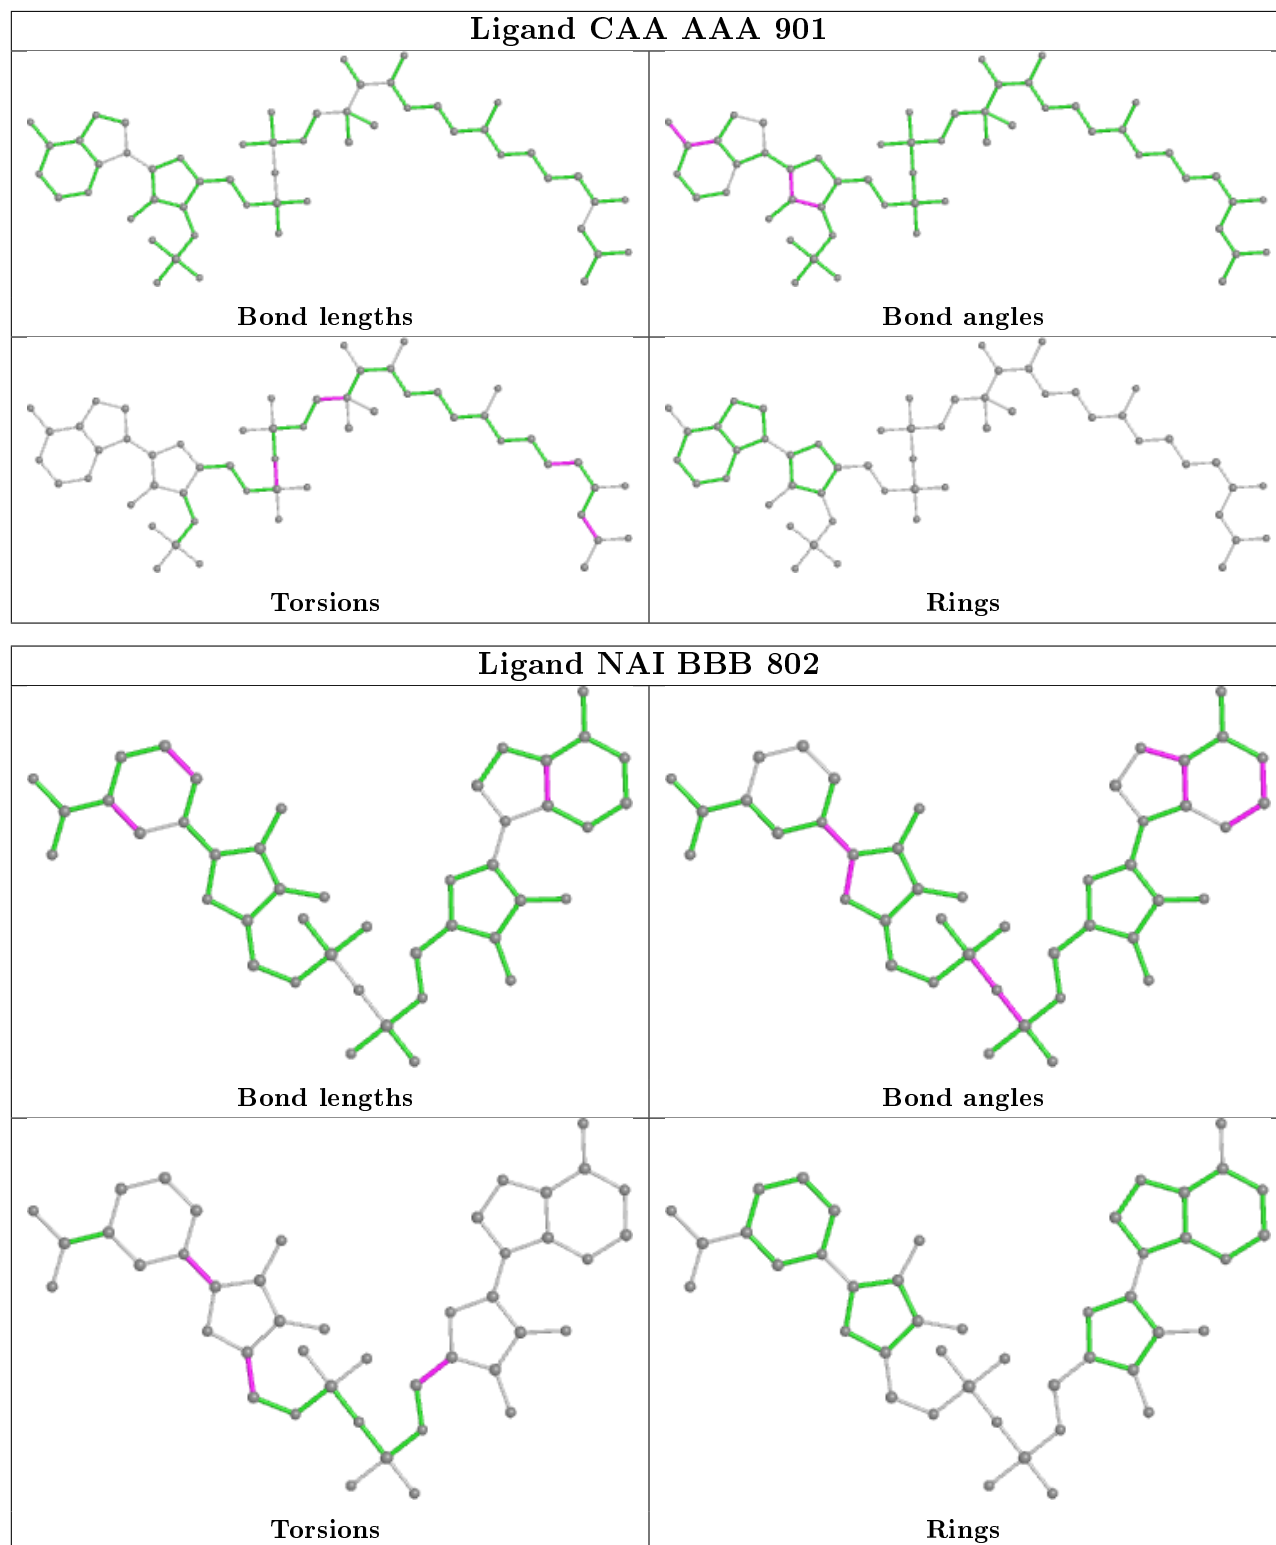 Ligand CAA AAA 901
Bond lengths
Bond angles
Torsions
Rings
Ligand NAI BBB 802
Bond lengths
Bond angles
Torsions
Rings